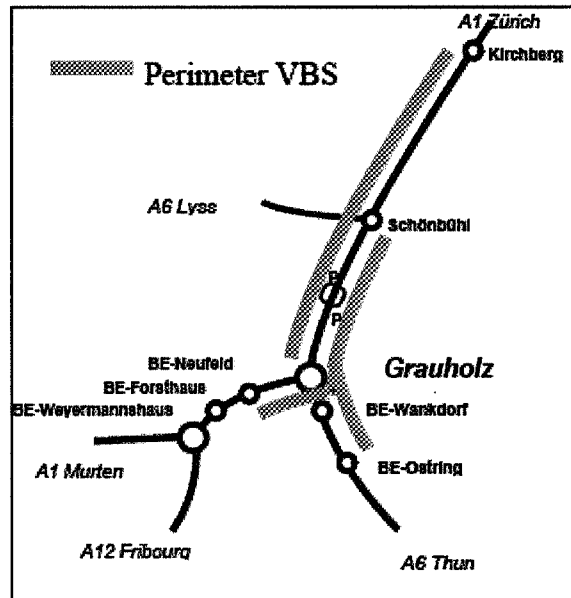 A1 Zürich
Kirchberg
Perimeter VBS
A6 Lyss
Schönbühl
P
P
BE-Neufeld
Grauholz
BE-Forsthaus
BE-Weyermannshaus
BE-Wankdorf
BE-Ostring
A1 Murten
A12 Fribourg
A6 Thun